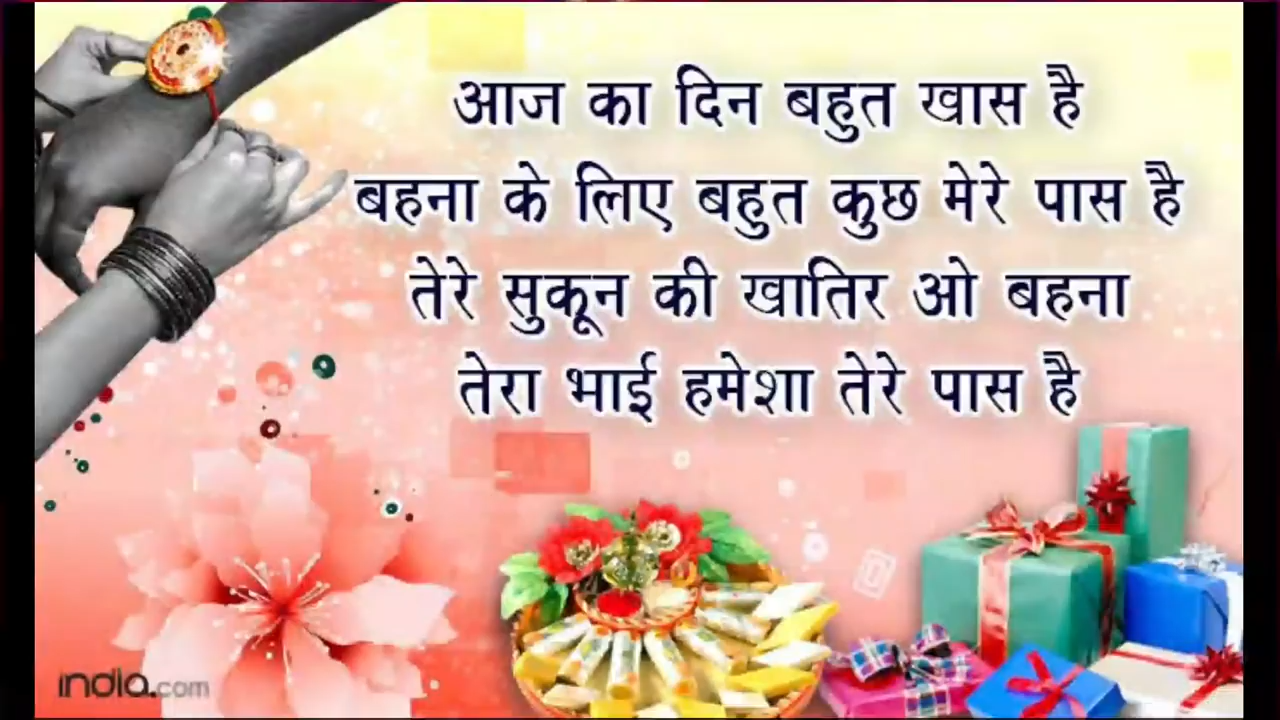 आज का दिन बहुत खास है
बहना के लिए बहुत कुछ मेरे पास है
तेरे सुकून की खातिर ओ बहना
तेरा भाई हमेशा तेरे पास है
india.com